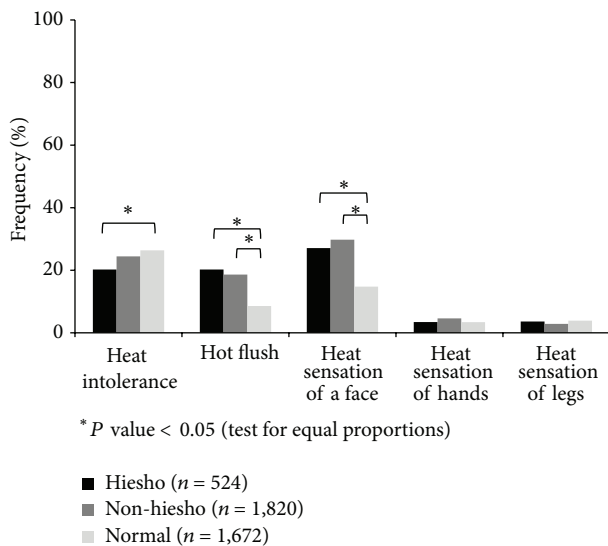 100
80
60
40
20
0
Frequency (%)
*
*
*
*
*
Heat intolerance
Hot flush
Heat sensation of a face
Heat sensation of hands
Heat sensation of legs
*P value < 0.05 (test for equal proportions)
Hiesho (n = 524)
Non-hiesho (n = 1,820)
Normal (n = 1,672)